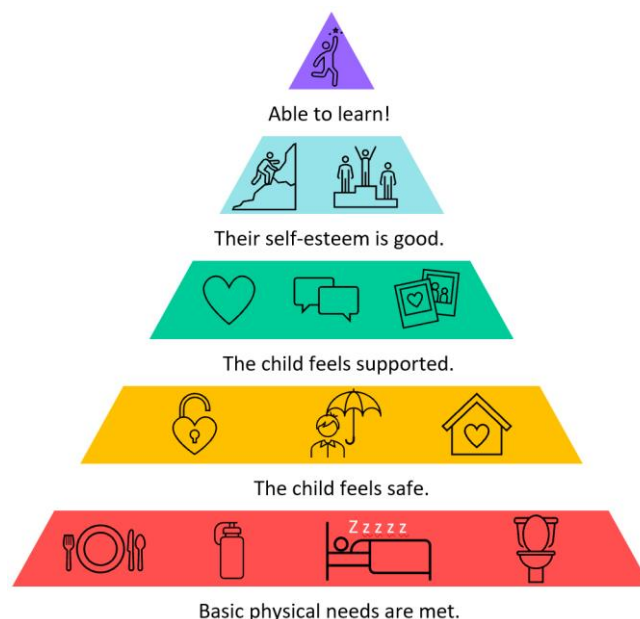 Able to learn!
Their self-esteem is good.
The child feels supported.
The child feels safe.
Z z z z z
Basic physical needs are met.